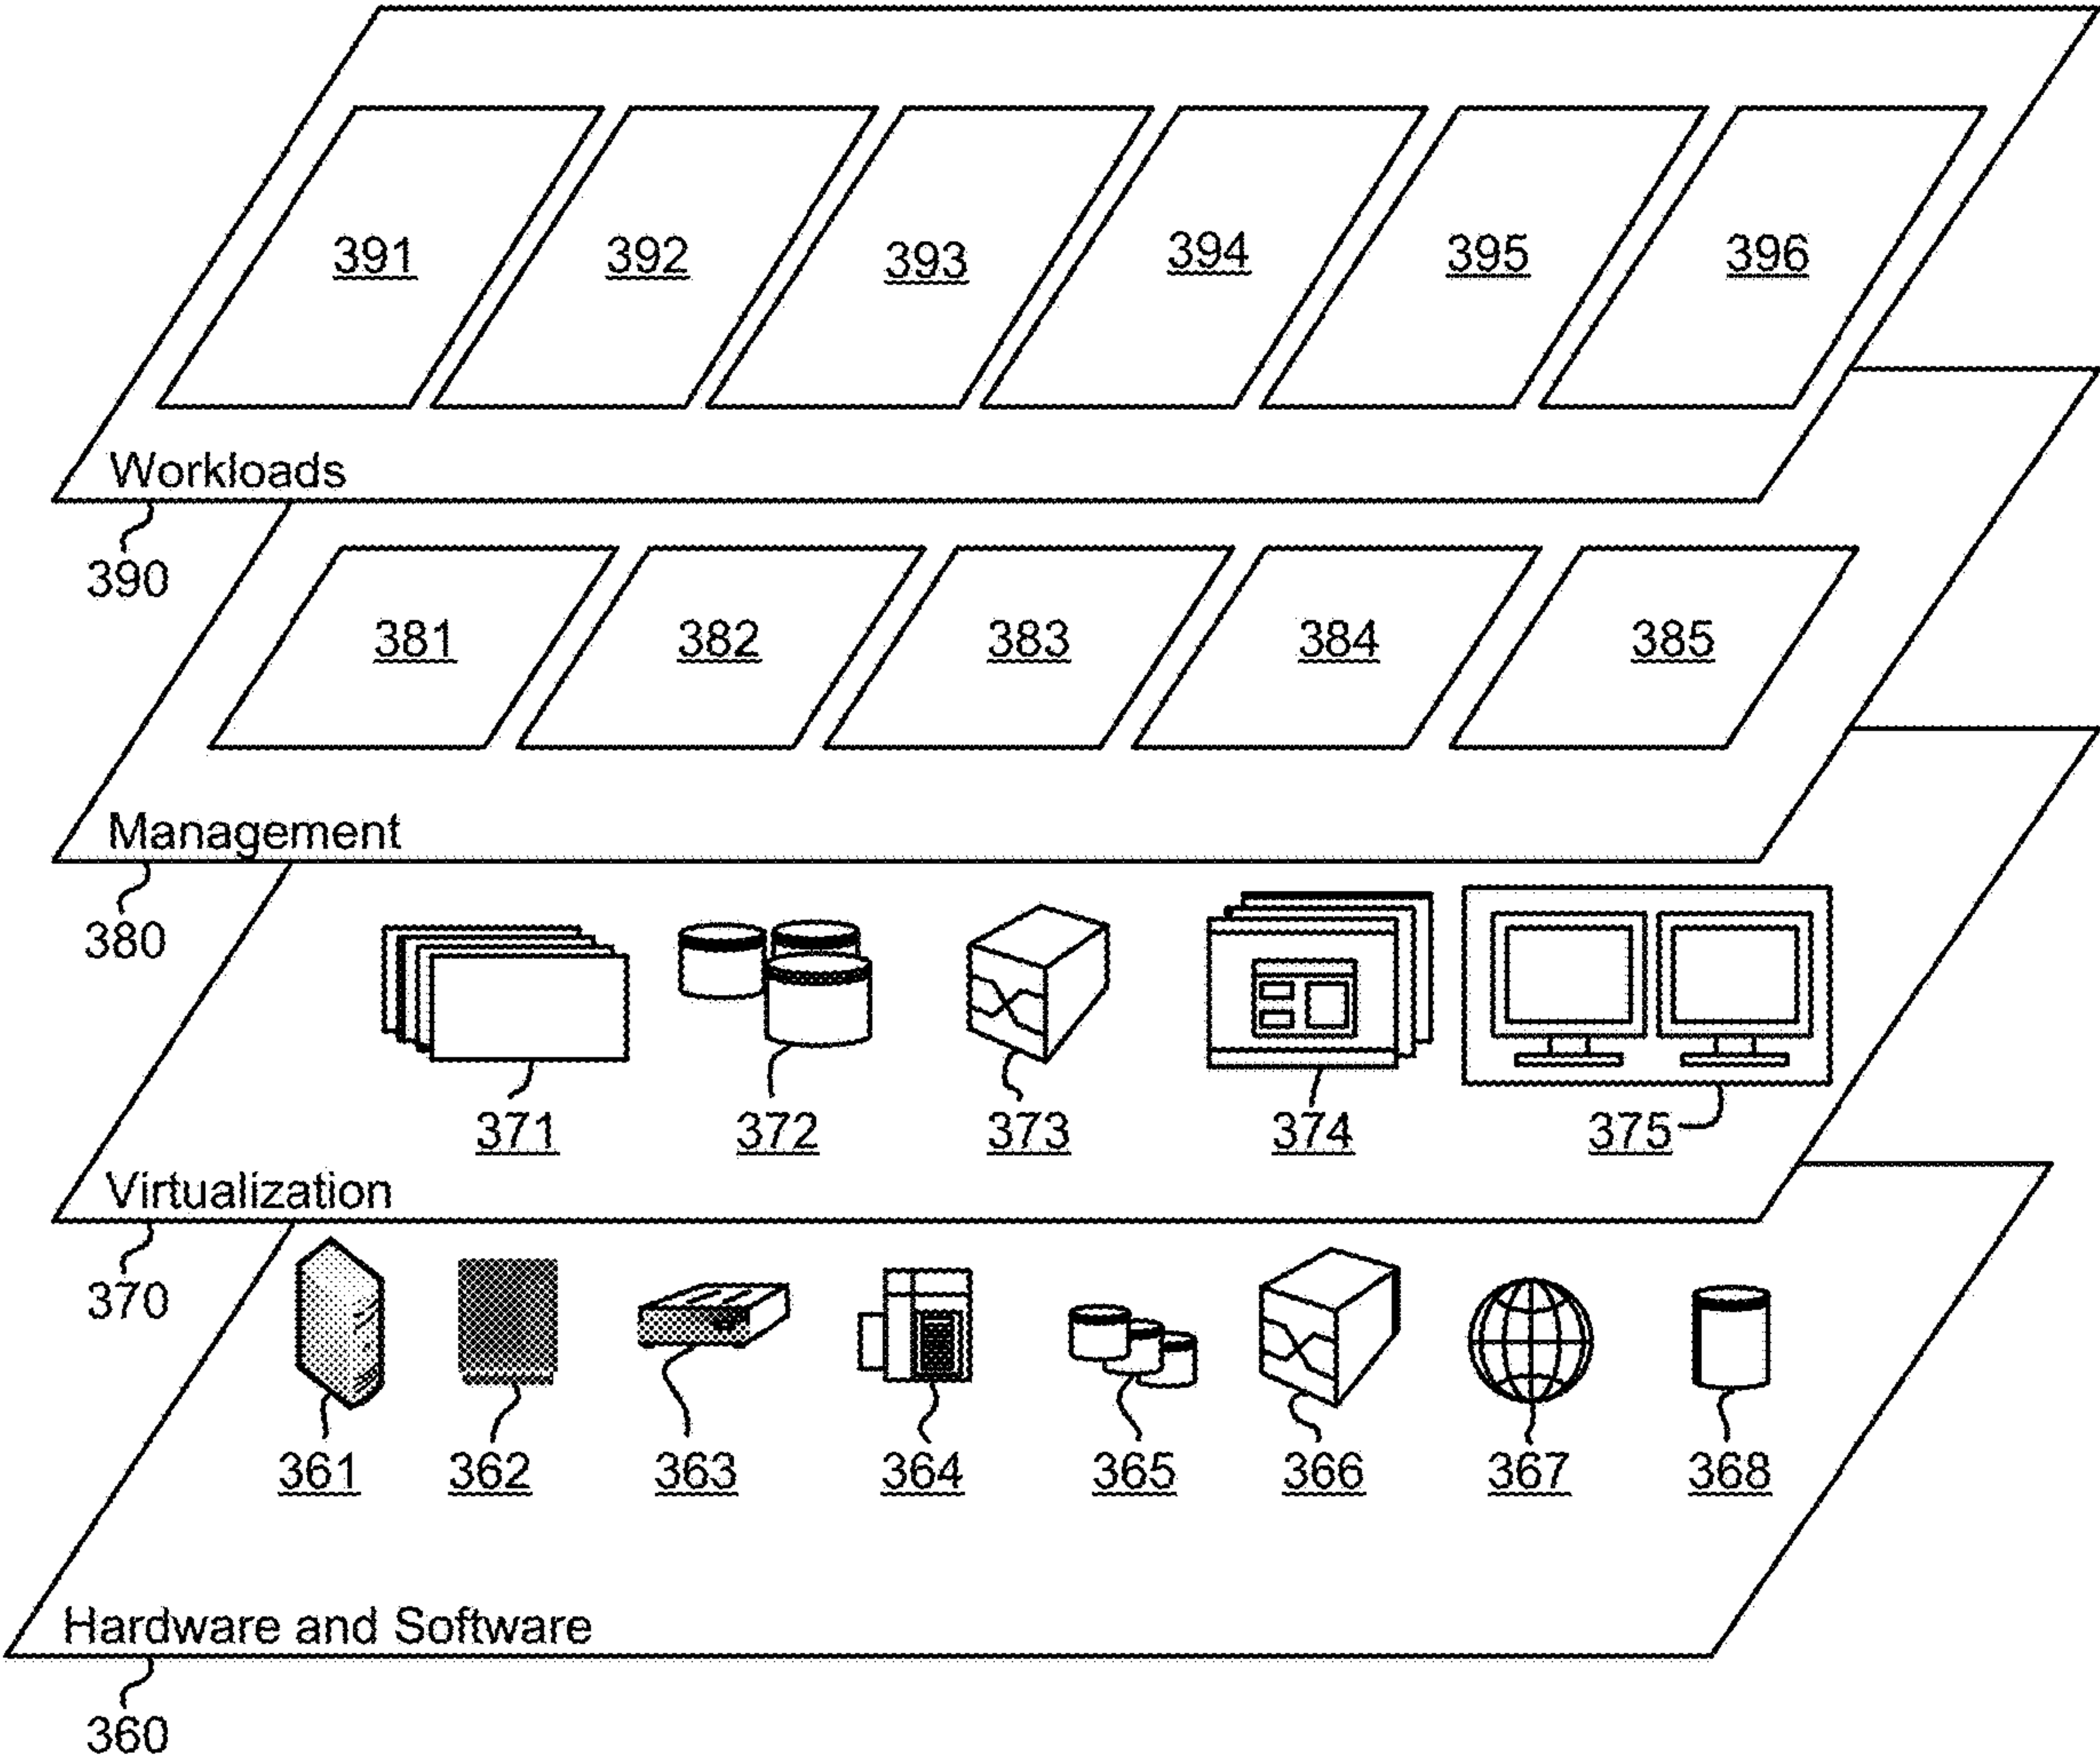 391 392 393 394 395 396
Workloads
390
381 382 383 384 385
Management
380
371 372 373 374 375
Virtualization
370
361 362 363 364 365 366 367 368
Hardware and Software
360